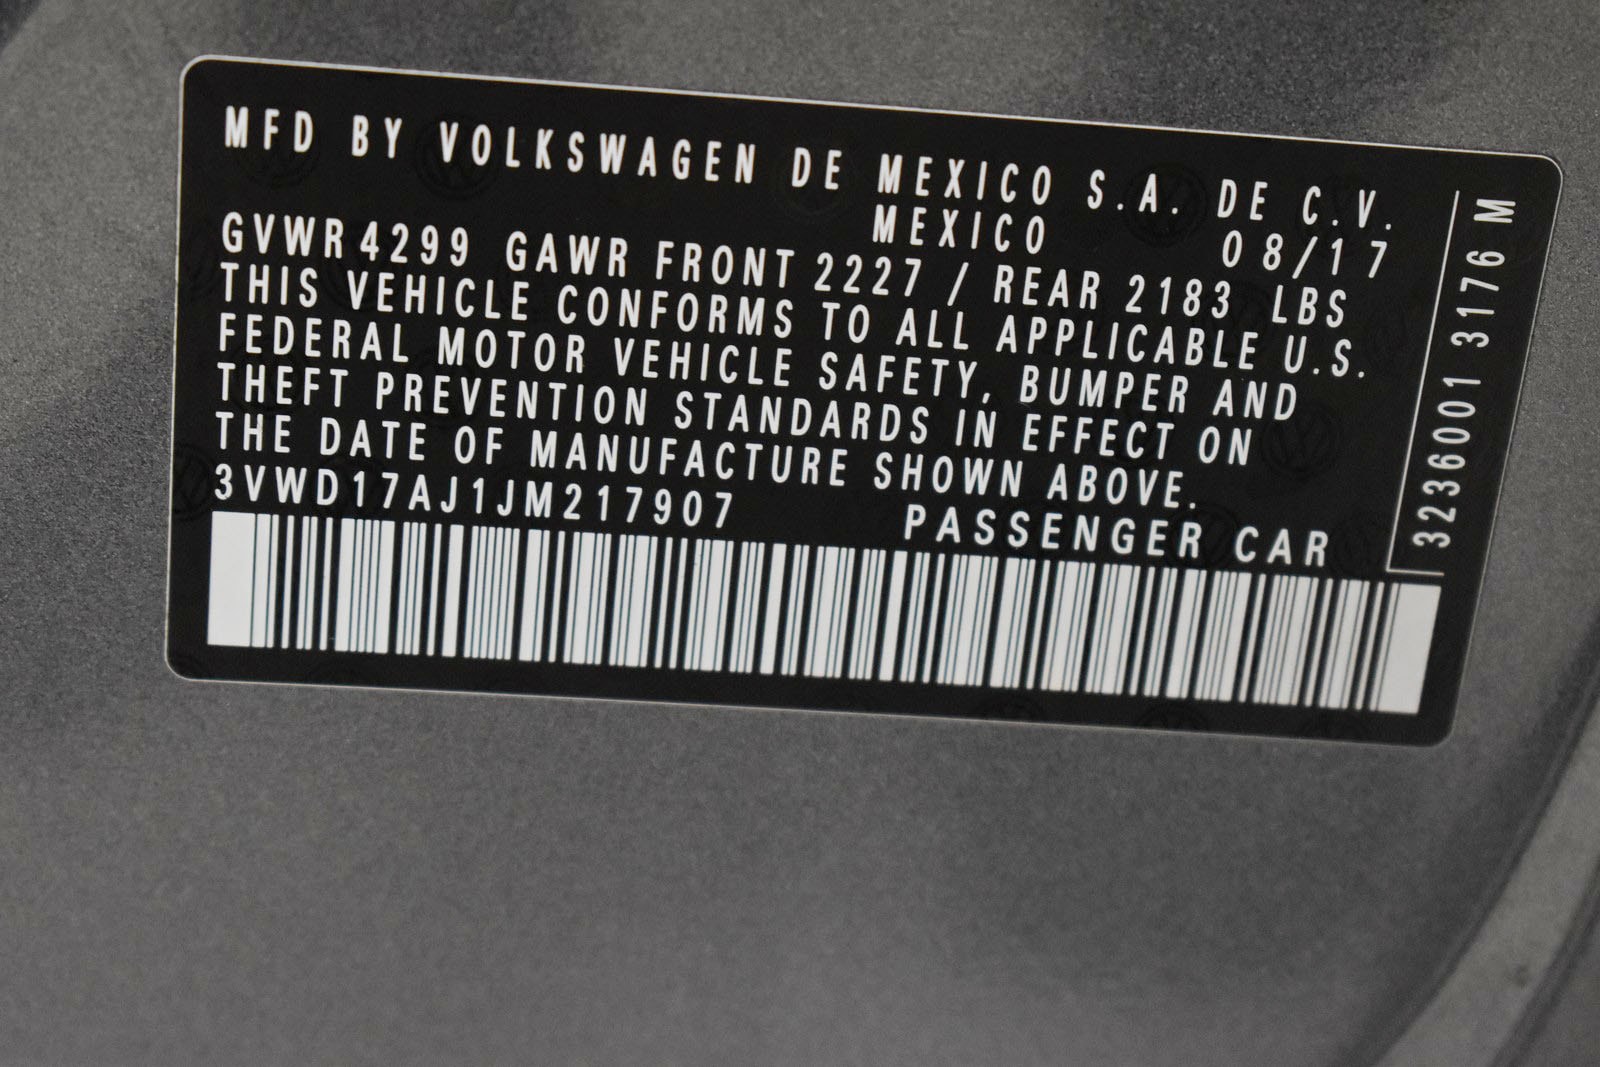 MFD BY VOLKSWAGEN DE MEXICO S.A. DE C.V.
MEXICO 08/17
GVWR 4299 GAWR FRONT 2227 / REAR 2183 LBS
THIS VEHICLE CONFORMS TO ALL APPLICABLE U.S.
FEDERAL MOTOR VEHICLE SAFETY, BUMPER AND
THEFT PREVENTION STANDARDS IN EFFECT ON
THE DATE OF MANUFACTURE SHOWN ABOVE.
3VWD17AJ1JM217907 PASSENGER CAR
3236001 3176 M